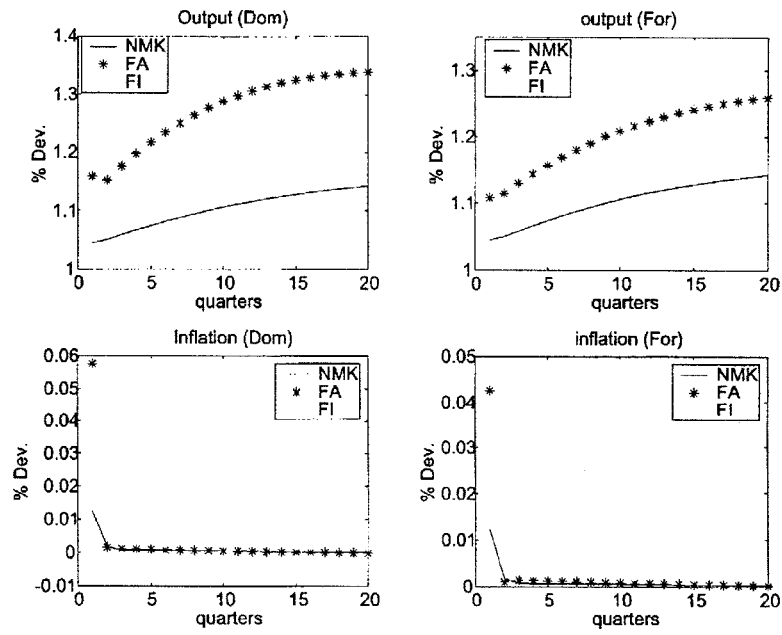 Output (Dom)
NMK
FA
FI
1.4
1.3
1.2
1.1
1
% Dev.
0
5
10
15
20
quarters
output (For)
NMK
FA
FI
1.3
1.2
1.1
1
% Dev.
0
5
10
15
20
quarters
Inflation (Dom)
NMK
FA
FI
0.06
0.05
0.04
0.03
0.02
0.01
0
-0.01
% Dev.
0
5
10
15
20
quarters
inflation (For)
NMK
FA
FI
0.05
0.04
0.03
0.02
0.01
0
% Dev.
0
5
10
15
20
quarters